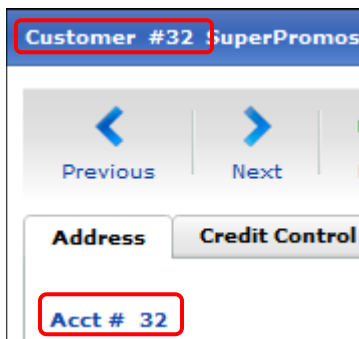 Customer #32 SuperPromos
Previous Next
Address Credit Control
Acct # 32